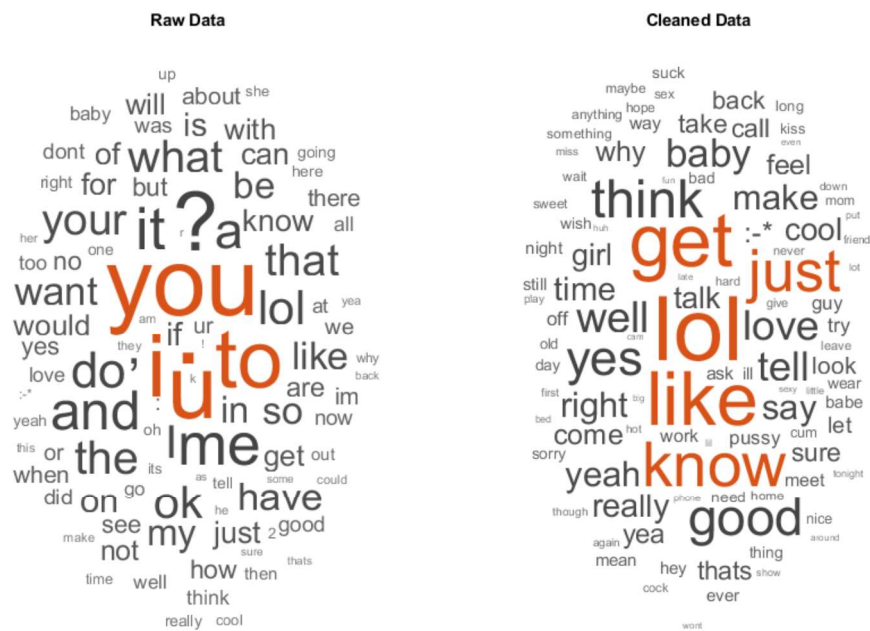 Raw Data
up
will about she
baby was is with
dont of what can going
here
right for but be there
your it ? a know all
her r
too no one you that
want lol at yea
would am if ur we
yes they ! i . to like why
love do ’ k u are im back
:-* and : in so now
yeah oh I me get out
this or the its as tell some could
when go he have
did on ok
see my just 2 good
make not sure thats
how then
time well think
really cool
Cleaned Data
suck
maybe sex back long
hope
anything way take call kiss
something even
miss why baby feel
wait fun bad
sweet think make down
mom
wish huh get :-* cool put
friend
night girl never just lot
still time late hard
play talk give guy
off well lol love try
cam
old yes leave
day ask ill tell look
first like sexy little wear
right big say babe
bed come hot work lil pussy cum let
sorry know sure
yeah meet tonight
though really phone need home
good nice
again yea around
mean thing
hey thats show
cock ever
wont